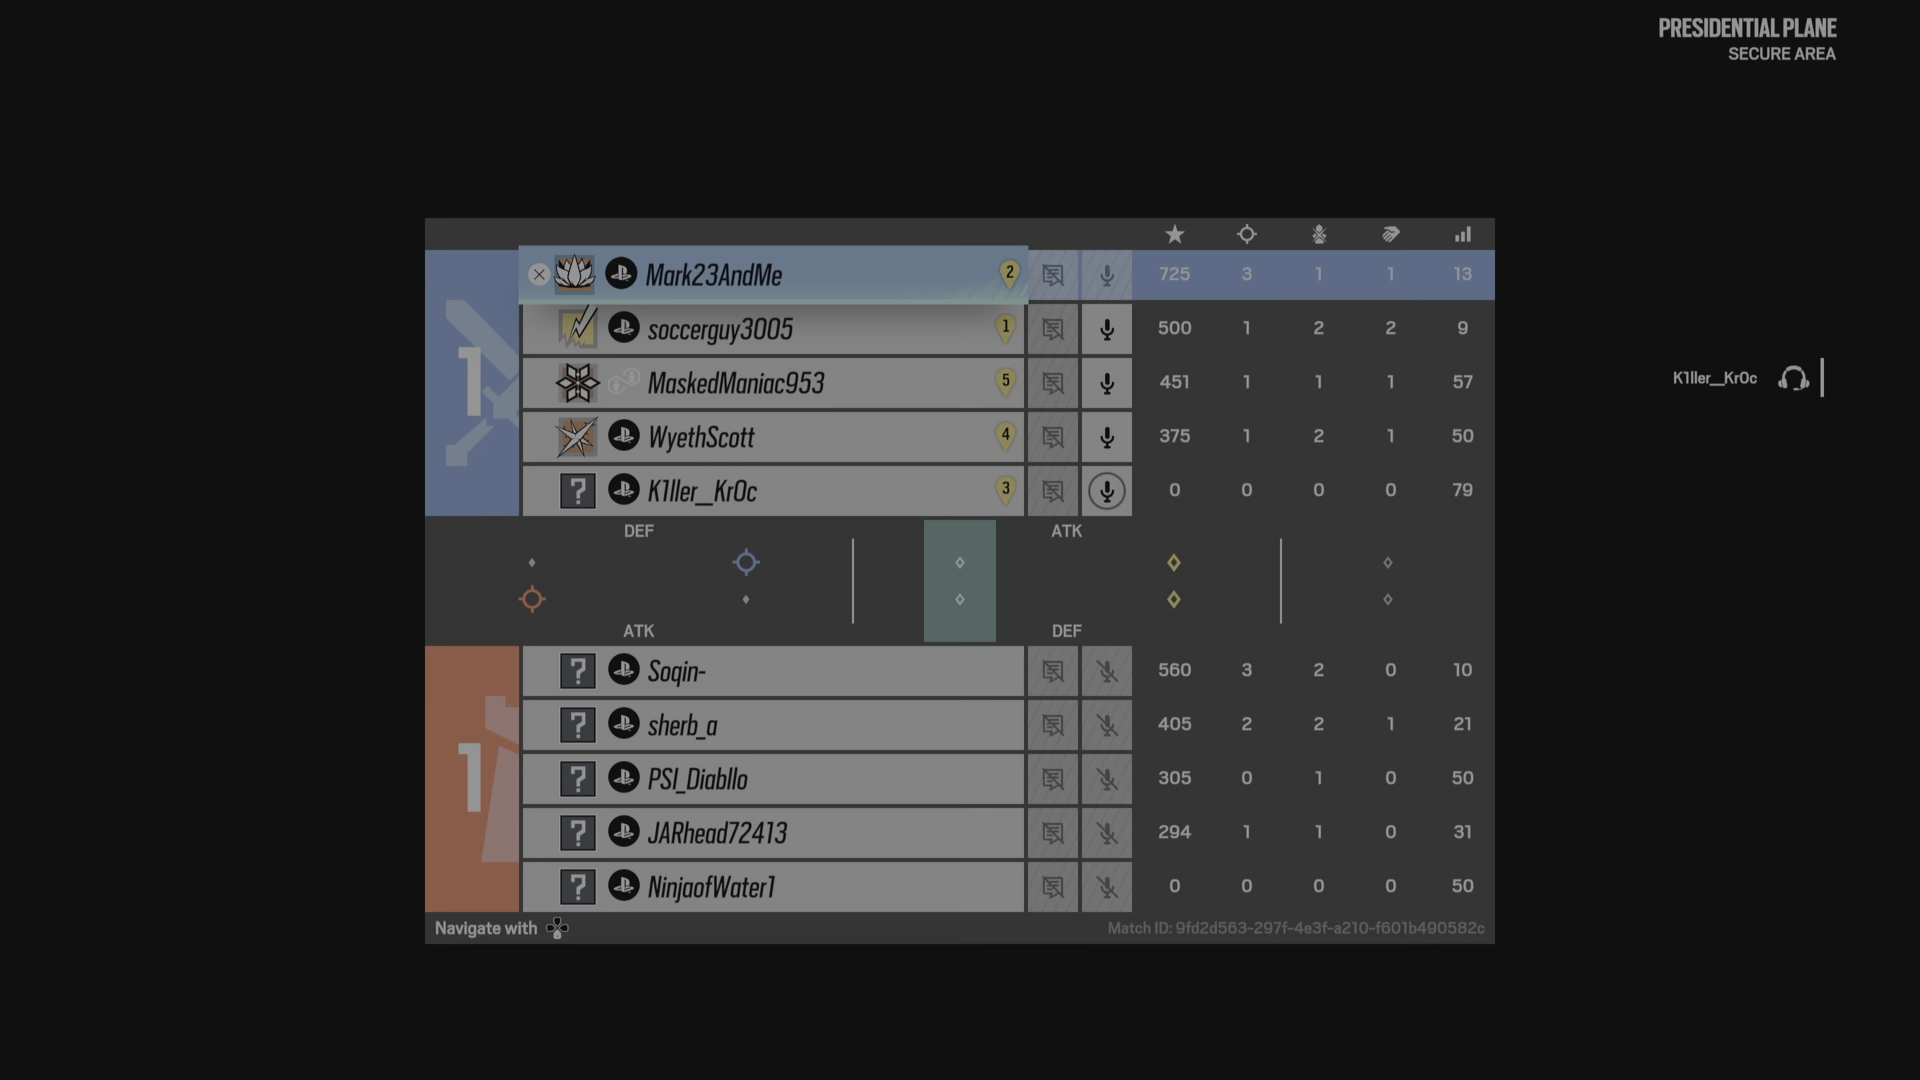 PRESIDENTIAL PLANE
SECURE AREA
Mark23AndMe 2 725 3 1 1 13
soccerguy3005 1 500 1 2 2 9
MaskedManiac953 5 451 1 1 1 57
WyethScott 4 375 1 2 1 50
K1ller__Kr0c 3 0 0 0 0 79
1
K1ller__Kr0c
DEF ATK
ATK DEF
Soqin- 560 3 2 0 10
sherb_a 405 2 2 1 21
PSI_Diabllo 305 0 1 0 50
JARhead72413 294 1 1 0 31
NinjaofWater1 0 0 0 0 50
1
Navigate with
Match ID: 9fd2d563-297f-4e3f-a210-f601b490582c